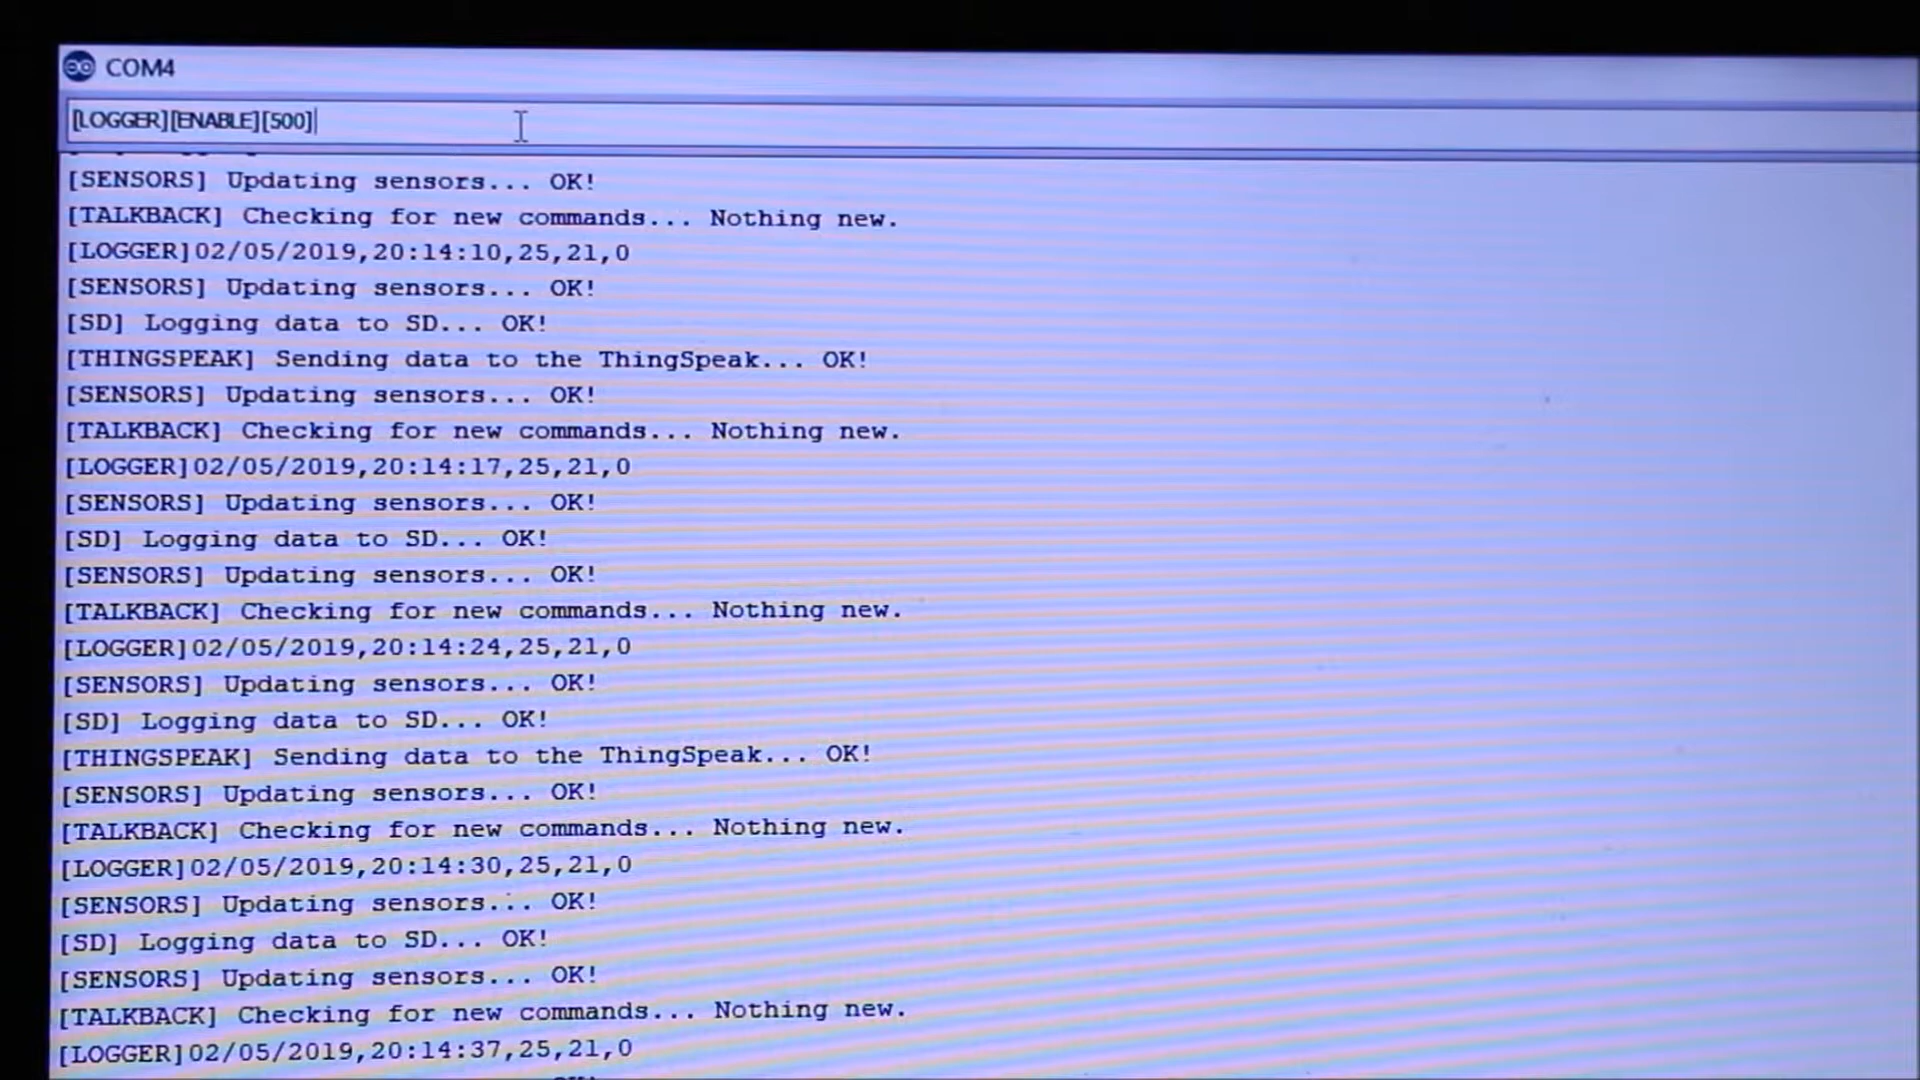 COM4
[LOGGER][ENABLE][500]
[SENSORS] Updating sensors... OK!
[TALKBACK] Checking for new commands... Nothing new.
[LOGGER]02/05/2019,20:14:10,25,21,0
[SENSORS] Updating sensors... OK!
[SD] Logging data to SD... OK!
[THINGSPEAK] Sending data to the ThingSpeak... OK!
[SENSORS] Updating sensors... OK!
[TALKBACK] Checking for new commands... Nothing new.
[LOGGER]02/05/2019,20:14:17,25,21,0
[SENSORS] Updating sensors... OK!
[SD] Logging data to SD... OK!
[SENSORS] Updating sensors... OK!
[TALKBACK] Checking for new commands... Nothing new.
[LOGGER]02/05/2019,20:14:24,25,21,0
[SENSORS] Updating sensors... OK!
[SD] Logging data to SD... OK!
[THINGSPEAK] Sending data to the ThingSpeak... OK!
[SENSORS] Updating sensors... OK!
[TALKBACK] Checking for new commands... Nothing new.
[LOGGER]02/05/2019,20:14:30,25,21,0
[SENSORS] Updating sensors... OK!
[SD] Logging data to SD... OK!
[SENSORS] Updating sensors... OK!
[TALKBACK] Checking for new commands... Nothing new.
[LOGGER]02/05/2019,20:14:37,25,21,0